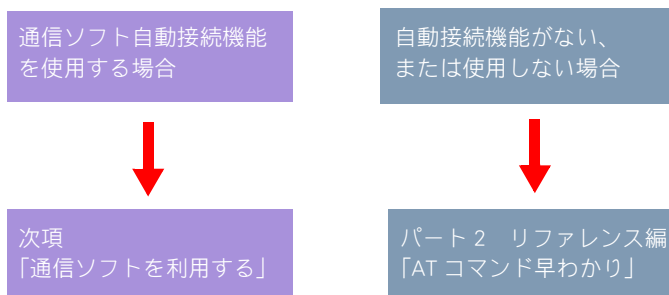 通信ソフト自動接続機能
を使用する場合
自動接続機能がない、
または使用しない場合
次項
「通信ソフトを利用する」
パート2　リファレンス編
「AT コマンド早わかり」